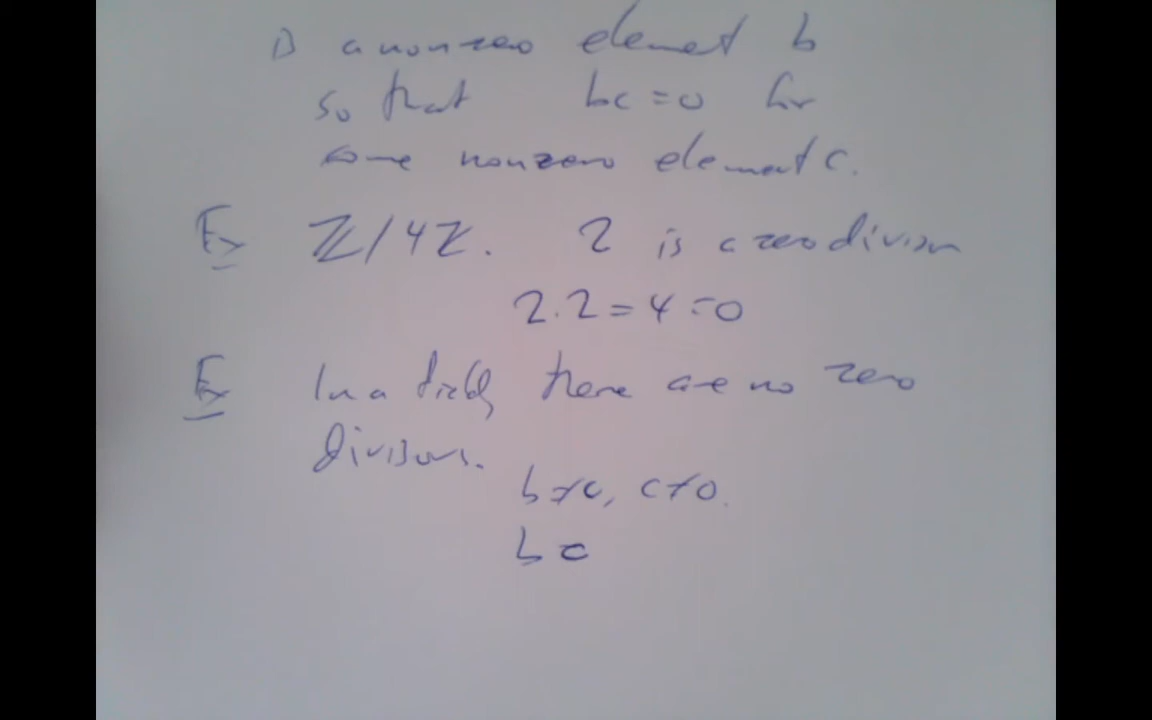 is a nonzero element b
so that bc = 0 for
some nonzero element c.
Ex ℤ/4ℤ. 2 is a zero divisor
2.2 = 4 = 0
Ex In a field, there are no zero
divisors.
b≠0, c≠0.
bc